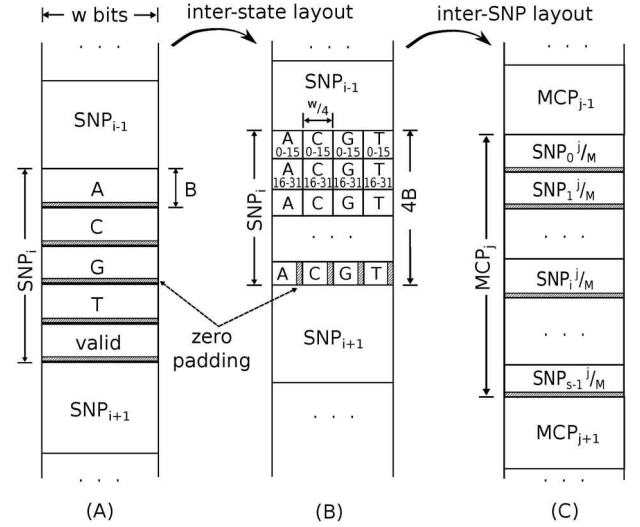 w bits
inter-state layout
inter-SNP layout
. . .
SNPi-1
A
B
C
G
T
valid
SNPi
SNPi+1
. . .
(A)
zero
padding
. . .
SNPi-1
w/4
A C G T
0-15 0-15 0-15 0-15
A C G T
16-31 16-31 16-31 16-31
A C G T
. . .
A C G T
SNPi
4B
SNPi+1
. . .
(B)
. . .
MCPj-1
SNP0 j/M
SNP1 j/M
. . .
SNPi j/M
. . .
SNPs-1 j/M
MCPj
MCPj+1
. . .
(C)